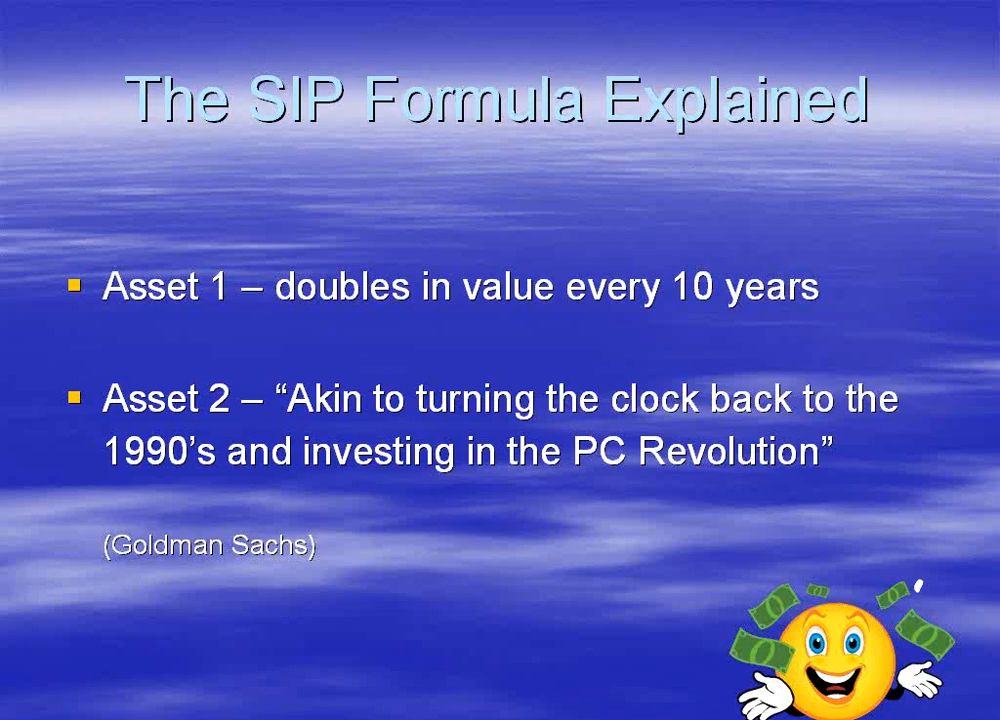 The SIP Formula Explained
Asset 1 – doubles in value every 10 years
Asset 2 – “Akin to turning the clock back to the
1990’s and investing in the PC Revolution”
(Goldman Sachs)